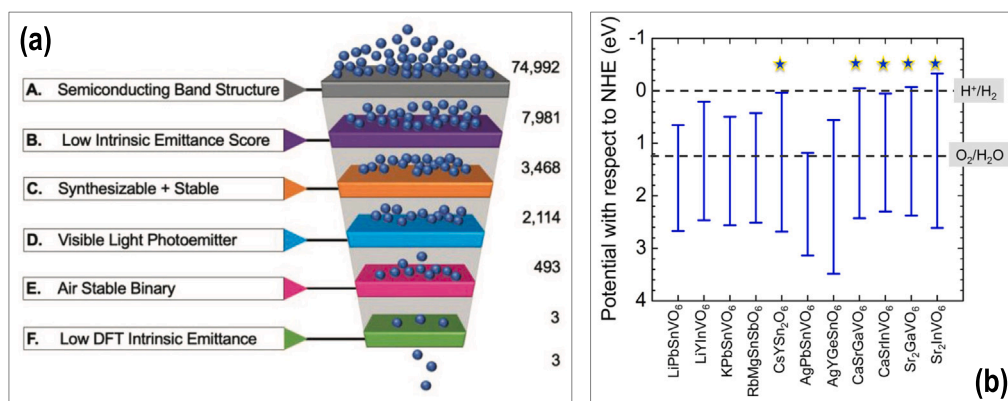 (a)
74,992
A. Semiconducting Band Structure
7,981
B. Low Intrinsic Emittance Score
3,468
C. Synthesizable + Stable
2,114
D. Visible Light Photoemitter
493
E. Air Stable Binary
3
F. Low DFT Intrinsic Emittance
3
Potential with respect to NHE (eV)
-1
0
1
2
3
4
H⁺/H₂
O₂/H₂O
LiPbSnVO₆
LiYInVO₆
KPbSnVO₆
RbMgSnSbO₆
CsYSn₂O₆
AgPbSnVO₆
AgYGeSnO₆
CaSrGaVO₆
CaSrInVO₆
Sr₂GaVO₆
Sr₂InVO₆
(b)